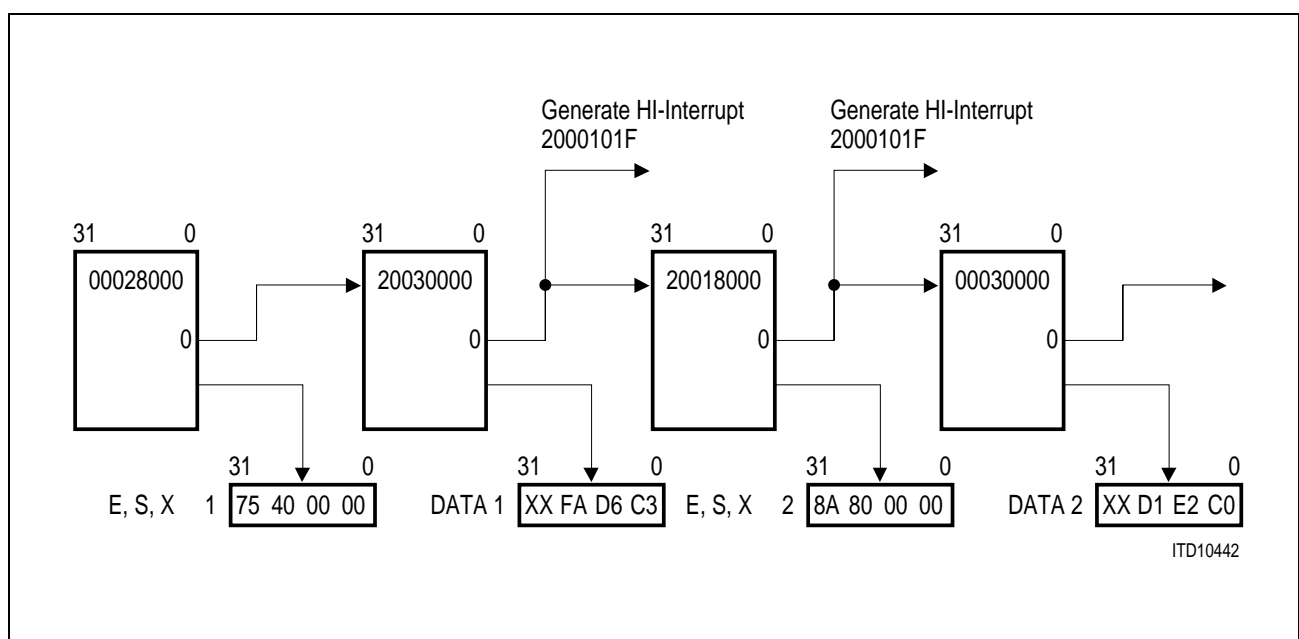 Generate HI-Interrupt
2000101F
Generate HI-Interrupt
2000101F
31 0
31 0
31 0
31 0
00028000
20030000
20018000
00030000
0
0
0
0
31 0
31 0
31 0
31 0
E, S, X 1 75 40 00 00
DATA 1 XX FA D6 C3
E, S, X 2 8A 80 00 00
DATA 2 XX D1 E2 C0
ITD10442